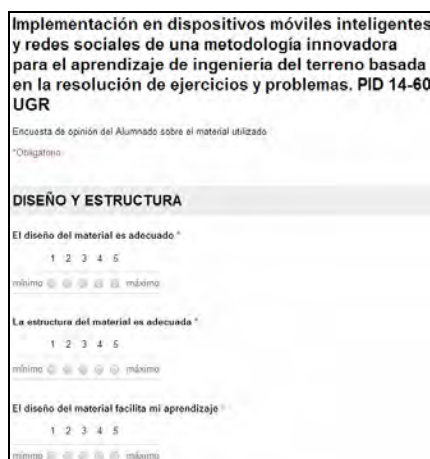 Implementación en dispositivos móviles inteligentes
y redes sociales de una metodología innovadora
para el aprendizaje de ingeniería del terreno basada
en la resolución de ejercicios y problemas. PID 14-60
UGR
Encuesta de opinión del Alumnado sobre el material utilizado
*Obligatorio
DISEÑO Y ESTRUCTURA
El diseño del material es adecuado *
1 2 3 4 5
mínimo máximo
La estructura del material es adecuada *
1 2 3 4 5
mínimo máximo
El diseño del material facilita mi aprendizaje *
1 2 3 4 5
mínimo máximo